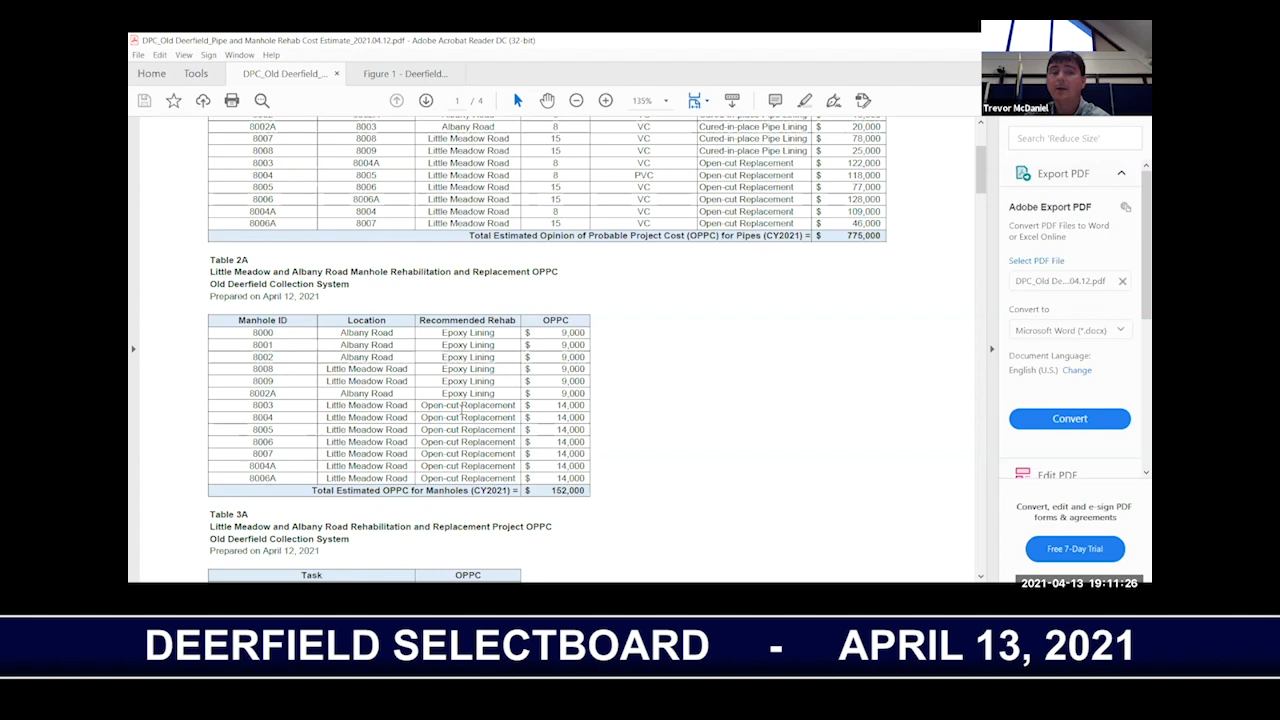 DPC_Old Deerfield_Pipe and Manhole Rehab Cost Estimate_2021.04.12.pdf - Adobe Acrobat Reader DC (32-bit)
File Edit View Sign Window Help
Home Tools DPC_Old Deerfield_,... × Figure 1 - Deerfield...
1 / 4 135%
Trevor McDaniel
8002A 8003 Albany Road 8 VC Cured-in-place Pipe Lining $ 20,000
8007 8008 Little Meadow Road 15 VC Cured-in-place Pipe Lining $ 78,000
8008 8009 Little Meadow Road 15 VC Cured-in-place Pipe Lining $ 25,000
8003 8004A Little Meadow Road 8 VC Open-cut Replacement $ 122,000
8004 8005 Little Meadow Road 8 PVC Open-cut Replacement $ 118,000
8005 8006 Little Meadow Road 15 VC Open-cut Replacement $ 77,000
8006 8006A Little Meadow Road 15 VC Open-cut Replacement $ 128,000
8004A 8004 Little Meadow Road 8 VC Open-cut Replacement $ 109,000
8006A 8007 Little Meadow Road 15 VC Open-cut Replacement $ 46,000
Total Estimated Opinion of Probable Project Cost (OPPC) for Pipes (CY2021) = $ 775,000
Table 2A
Little Meadow and Albany Road Manhole Rehabilitation and Replacement OPPC
Old Deerfield Collection System
Prepared on April 12, 2021
Manhole ID Location Recommended Rehab OPPC
8000 Albany Road Epoxy Lining $ 9,000
8001 Albany Road Epoxy Lining $ 9,000
8002 Albany Road Epoxy Lining $ 9,000
8008 Little Meadow Road Epoxy Lining $ 9,000
8009 Little Meadow Road Epoxy Lining $ 9,000
8002A Albany Road Epoxy Lining $ 9,000
8003 Little Meadow Road Open-cut Replacement $ 14,000
8004 Little Meadow Road Open-cut Replacement $ 14,000
8005 Little Meadow Road Open-cut Replacement $ 14,000
8006 Little Meadow Road Open-cut Replacement $ 14,000
8007 Little Meadow Road Open-cut Replacement $ 14,000
8004A Little Meadow Road Open-cut Replacement $ 14,000
8006A Little Meadow Road Open-cut Replacement $ 14,000
Total Estimated OPPC for Manholes (CY2021) = $ 152,000
Table 3A
Little Meadow and Albany Road Rehabilitation and Replacement Project OPPC
Old Deerfield Collection System
Prepared on April 12, 2021
Task OPPC
Search 'Reduce Size'
Export PDF
Adobe Export PDF
Convert PDF Files to Word
or Excel Online
Select PDF File
DPC_Old De...04.12.pdf
Convert to
Microsoft Word (*.docx)
Document Language:
English (U.S.) Change
Convert
Edit PDF
Convert, edit and e-sign PDF
forms & agreements
Free 7-Day Trial
2021-04-13 19:11:26
DEERFIELD SELECTBOARD - APRIL 13, 2021